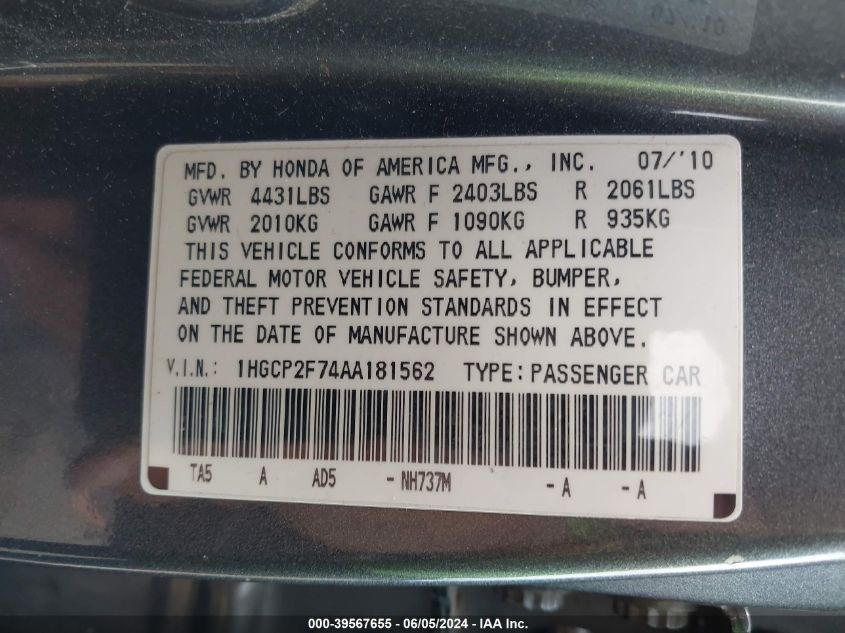 MFD. BY HONDA OF AMERICA MFG., INC. 07/'10
GVWR 4431LBS GAWR F 2403LBS R 2061LBS
GVWR 2010KG GAWR F 1090KG R 935KG
THIS VEHICLE CONFORMS TO ALL APPLICABLE
FEDERAL MOTOR VEHICLE SAFETY, BUMPER,
AND THEFT PREVENTION STANDARDS IN EFFECT
ON THE DATE OF MANUFACTURE SHOWN ABOVE.
V.I.N.: 1HGCP2F74AA181562 TYPE: PASSENGER CAR
TA5 A AD5 - NH737M - A - A
000-39567655 | 06/05/2024 | IAA Inc.